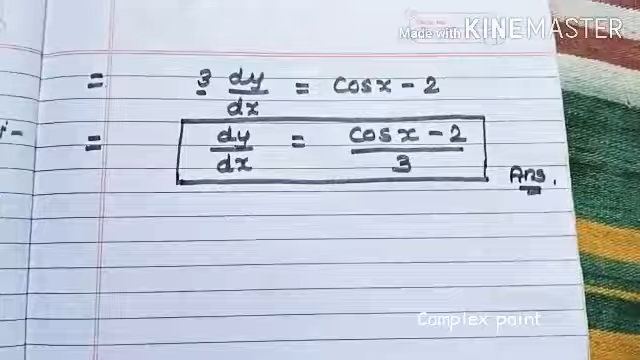 Made with KINEMASTER
= 3 dy/dx = cos x - 2
= dy/dx = (cos x - 2)/3
Ans.
Complex point